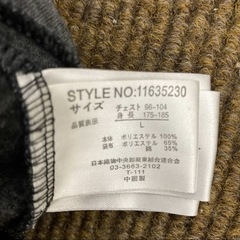 STYLE NO:11635230
サイズ チェスト 96-104
身長 175-185
品質表示 L
本体 ポリエステル 100%
袋布 ポリエステル 65%
綿 35%
日本織物中央卸商業組合連合会
03-3663-2102
T-111
中国製